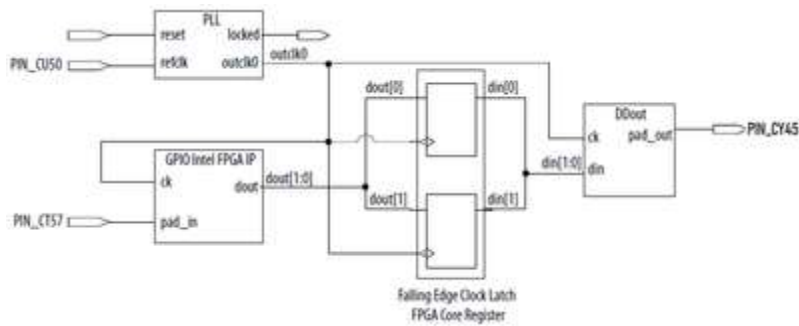 PLL
reset
locked
PIN_CU50
refclk
outclk0
outclk0
dout[0]
din[0]
DDout
ck
pad_out
PIN_CY45
GPIO Intel FPGA IP
ck
dout
dout[1:0]
din[1:0]
din
dout[1]
din[1]
PIN_CT57
pad_in
Falling Edge Clock Latch
FPGA Core Register